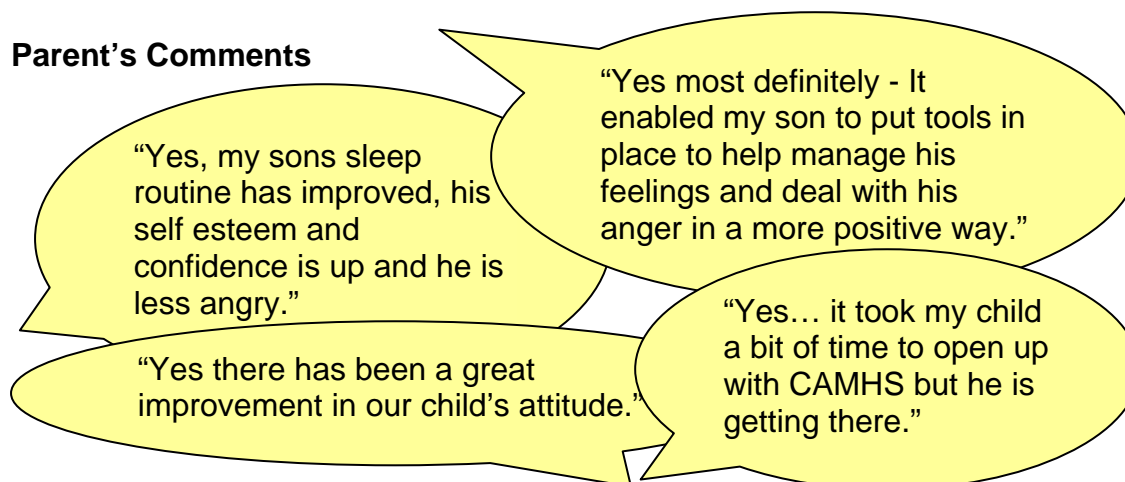 Parent’s Comments
“Yes, my sons sleep
routine has improved, his
self esteem and
confidence is up and he is
less angry.”
“Yes most definitely - It
enabled my son to put tools in
place to help manage his
feelings and deal with his
anger in a more positive way.”
“Yes there has been a great
improvement in our child’s attitude.”
“Yes… it took my child
a bit of time to open up
with CAMHS but he is
getting there.”